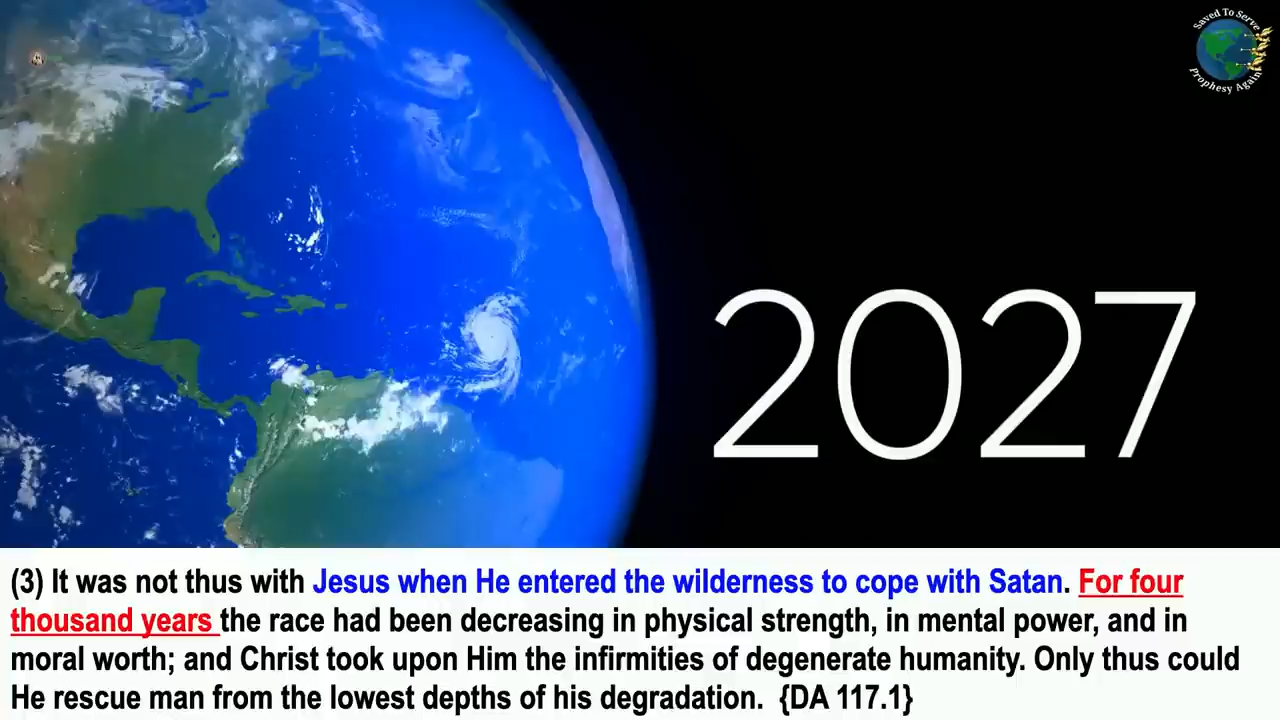 Saved To Serve
Prophesy Again
2027
(3) It was not thus with Jesus when He entered the wilderness to cope with Satan. For four
thousand years the race had been decreasing in physical strength, in mental power, and in
moral worth; and Christ took upon Him the infirmities of degenerate humanity. Only thus could
He rescue man from the lowest depths of his degradation. {DA 117.1}